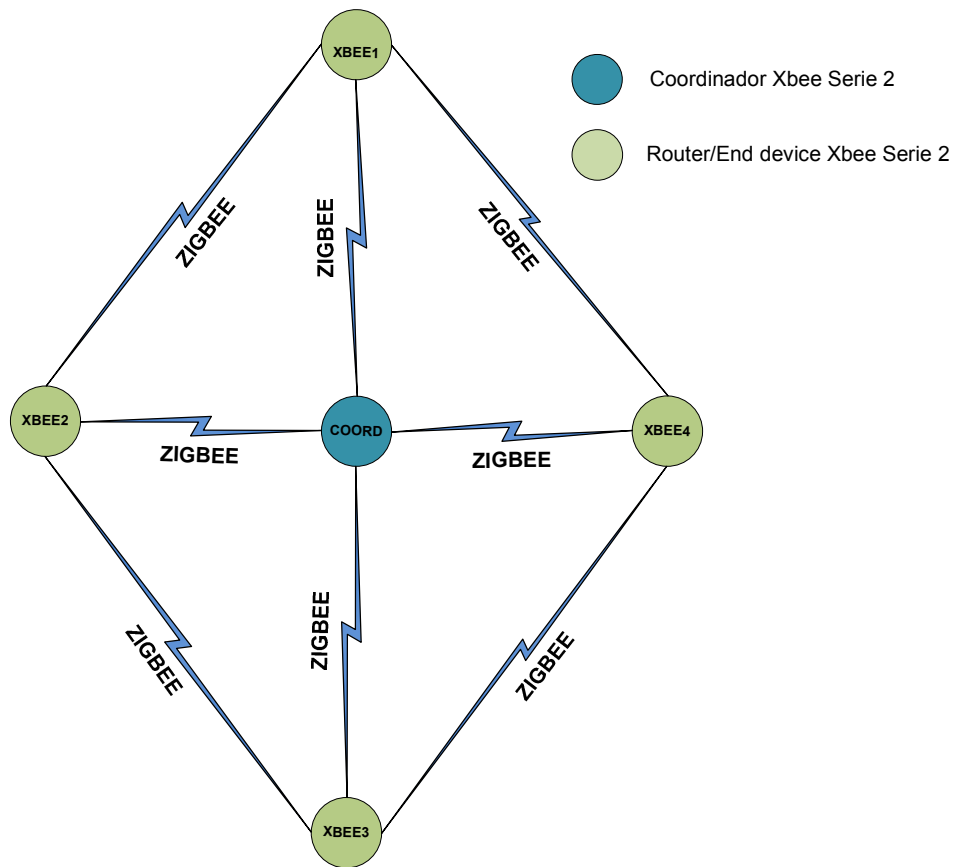 XBEE1
Coordinador Xbee Serie 2
Router/End device Xbee Serie 2
ZIGBEE
ZIGBEE
ZIGBEE
XBEE2
COORD
XBEE4
ZIGBEE
ZIGBEE
ZIGBEE
ZIGBEE
ZIGBEE
XBEE3